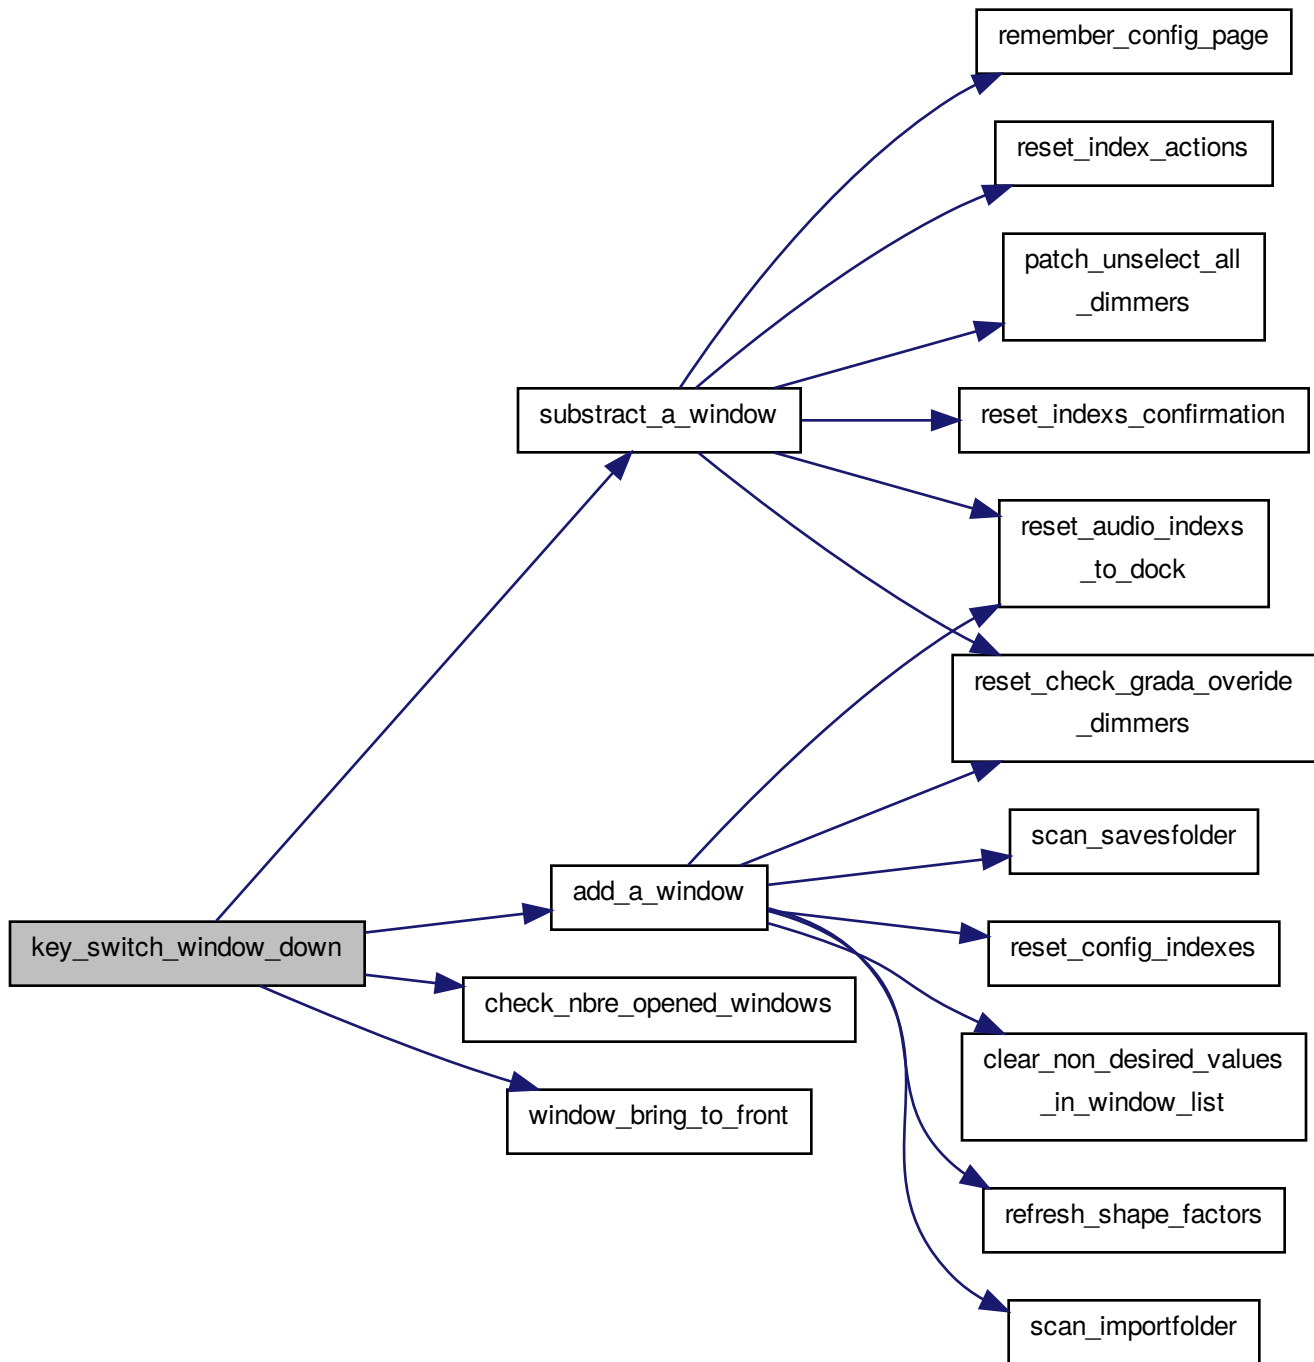 remember_config_page
reset_index_actions
patch_unselect_all
_dimmers
substract_a_window
reset_indexs_confirmation
reset_audio_indexs
_to_dock
reset_check_grada_overide
_dimmers
scan_savesfolder
add_a_window
key_switch_window_down
reset_config_indexes
check_nbre_opened_windows
clear_non_desired_values
_in_window_list
window_bring_to_front
refresh_shape_factors
scan_importfolder